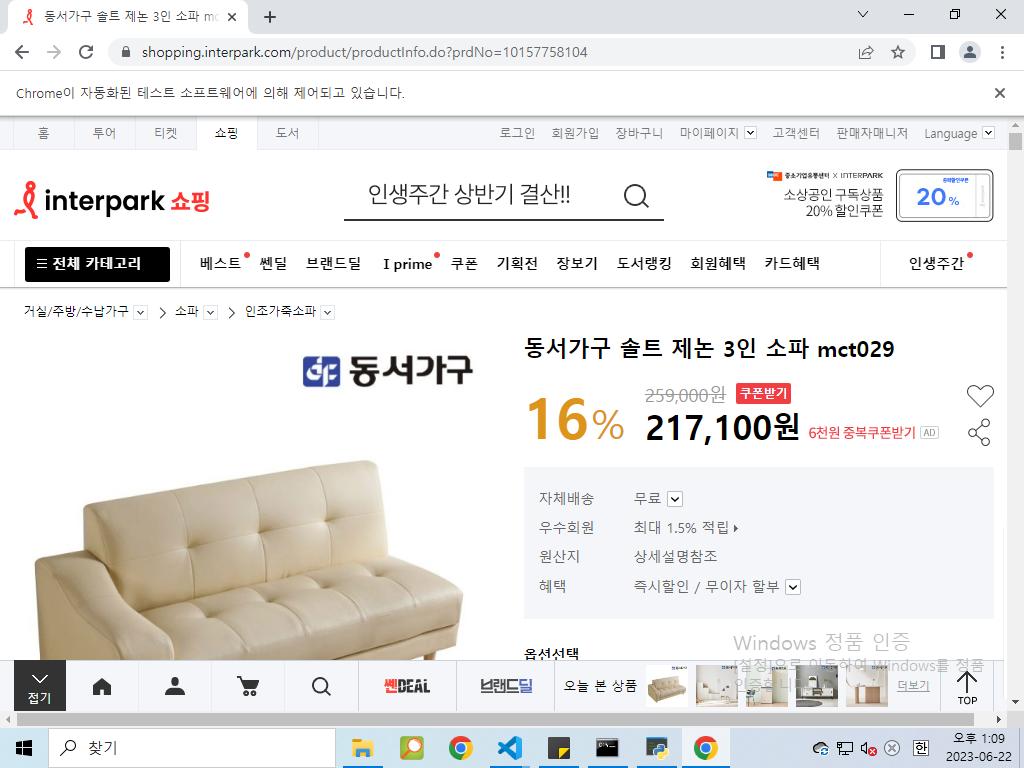 동서가구 솔트 제논 3인 소파 mc
shopping.interpark.com/product/productInfo.do?prdNo=10157758104
Chrome이 자동화된 테스트 소프트웨어에 의해 제어되고 있습니다.
홈 투어 티켓 쇼핑 도서 로그인 회원가입 장바구니 마이페이지 고객센터 판매자매니저 Language
interpark 쇼핑
인생주간 상반기 결산!!
중소기업유통센터 X INTERPARK
소상공인 구독상품
20% 할인쿠폰
20%
전체 카테고리 베스트 쎈딜 브랜드딜 I prime 쿠폰 기획전 장보기 도서랭킹 회원혜택 카드혜택 인생주간
거실/주방/수납가구 소파 인조가죽소파
동서가구
동서가구 솔트 제논 3인 소파 mct029
16%
259,000원 쿠폰받기
217,100원 6천원 중복쿠폰받기 AD
자체배송 무료
우수회원 최대 1.5% 적립
원산지 상세설명참조
혜택 즉시할인 / 무이자 할부
옵션선택
Windows 정품 인증
[설정]으로 이동하여 Windows를 정품
인증합니다.
접기 쎈DEAL 브랜드딜 오늘 본 상품 더보기 TOP
찾기
한
오후 1:09
2023-06-22